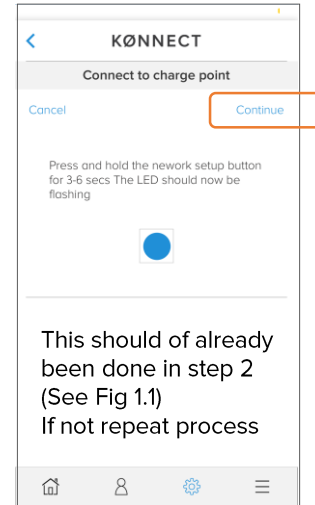 KØNNECT
Connect to charge point
Cancel
Continue
Press and hold the nework setup button
for 3-6 secs The LED should now be
flashing
This should of already
been done in step 2
(See Fig 1.1)
If not repeat process